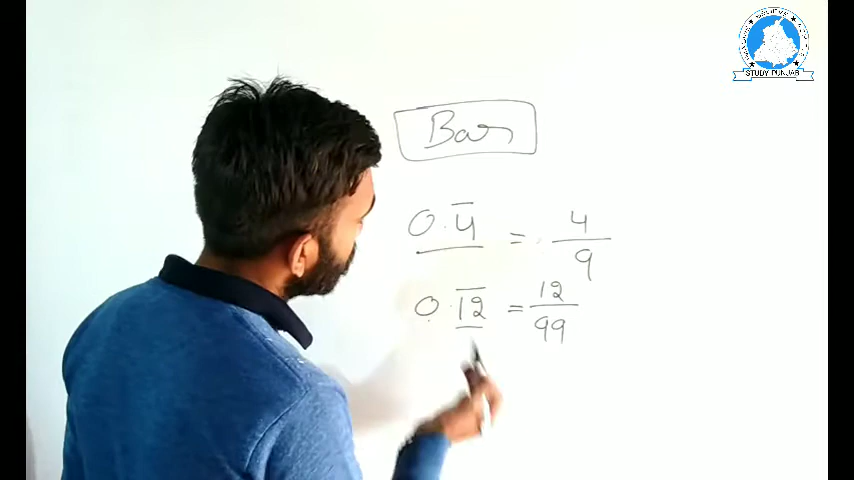 STUDY PUNJAB
Bar
0.4̅ = 4/9
0.1̅2̅ = 12/99